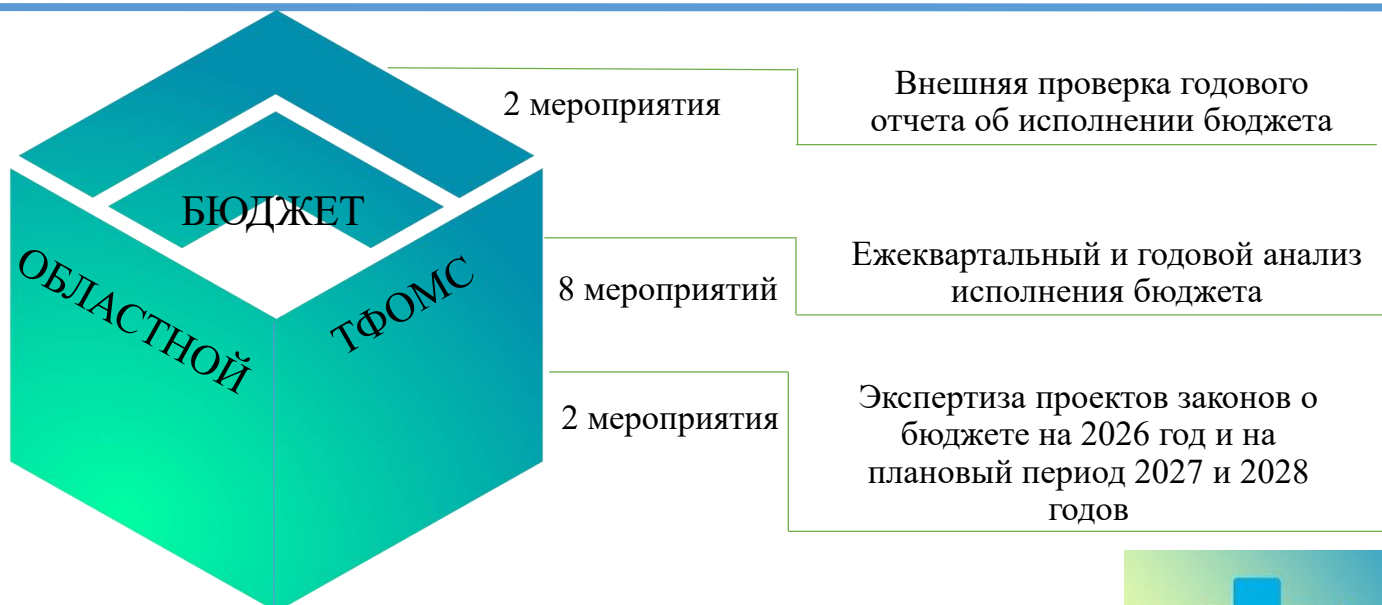 2 мероприятия
Внешняя проверка годового
отчета об исполнении бюджета
БЮДЖЕТ
ОБЛАСТНОЙ
ТФОМС
8 мероприятий
Ежеквартальный и годовой анализ
исполнения бюджета
2 мероприятия
Экспертиза проектов законов о
бюджете на 2026 год и на
плановый период 2027 и 2028
годов